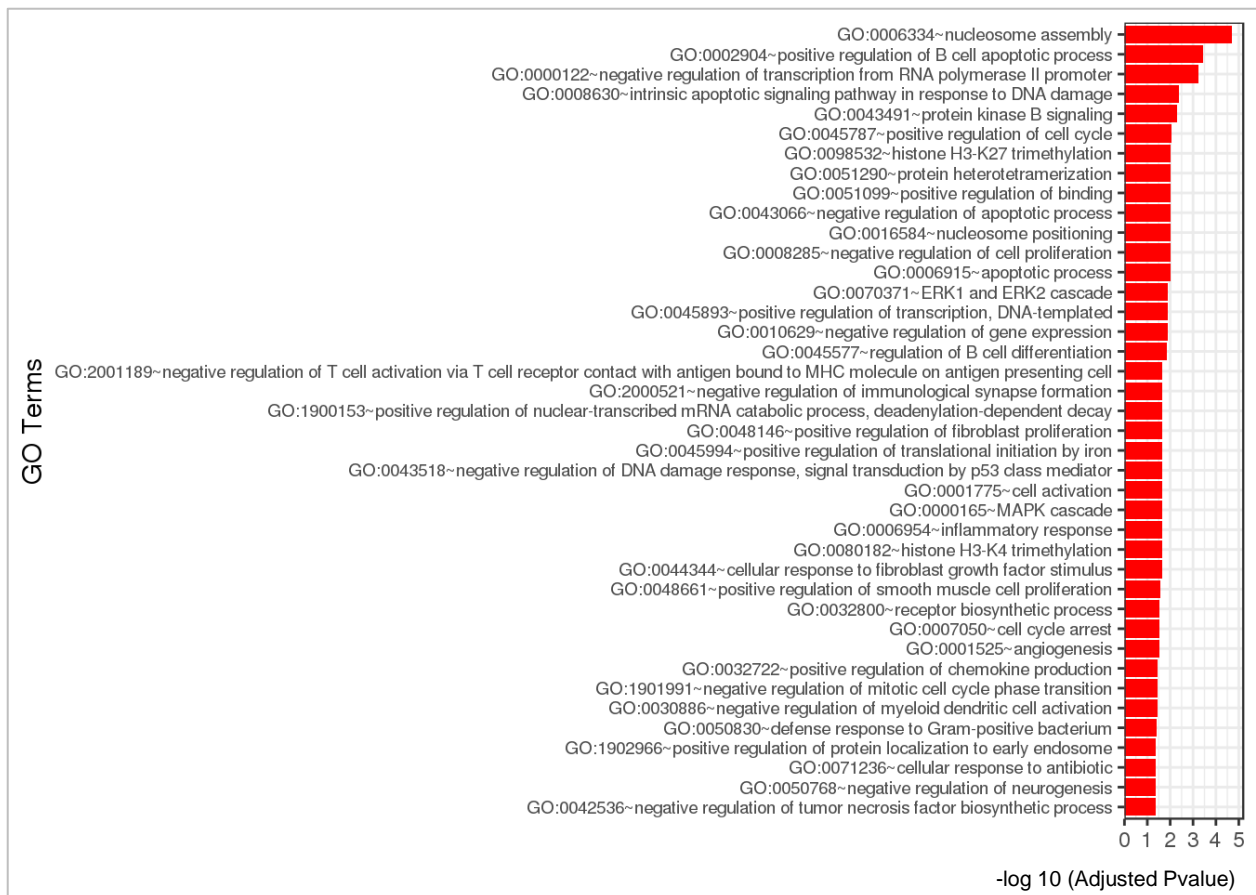 GO:0006334~nucleosome assembly
GO:0002904~positive regulation of B cell apoptotic process
GO:0000122~negative regulation of transcription from RNA polymerase II promoter
GO:0008630~intrinsic apoptotic signaling pathway in response to DNA damage
GO:0043491~protein kinase B signaling
GO:0045787~positive regulation of cell cycle
GO:0098532~histone H3-K27 trimethylation
GO:0051290~protein heterotetramerization
GO:0051099~positive regulation of binding
GO:0043066~negative regulation of apoptotic process
GO:0016584~nucleosome positioning
GO:0008285~negative regulation of cell proliferation
GO:0006915~apoptotic process
GO:0070371~ERK1 and ERK2 cascade
GO:0045893~positive regulation of transcription, DNA-templated
GO:0010629~negative regulation of gene expression
GO:0045577~regulation of B cell differentiation
GO:2001189~negative regulation of T cell activation via T cell receptor contact with antigen bound to MHC molecule on antigen presenting cell
GO:2000521~negative regulation of immunological synapse formation
GO:1900153~positive regulation of nuclear-transcribed mRNA catabolic process, deadenylation-dependent decay
GO:0048146~positive regulation of fibroblast proliferation
GO:0045994~positive regulation of translational initiation by iron
GO:0043518~negative regulation of DNA damage response, signal transduction by p53 class mediator
GO:0001775~cell activation
GO:0000165~MAPK cascade
GO:0006954~inflammatory response
GO:0080182~histone H3-K4 trimethylation
GO:0044344~cellular response to fibroblast growth factor stimulus
GO:0048661~positive regulation of smooth muscle cell proliferation
GO:0032800~receptor biosynthetic process
GO:0007050~cell cycle arrest
GO:0001525~angiogenesis
GO:0032722~positive regulation of chemokine production
GO:1901991~negative regulation of mitotic cell cycle phase transition
GO:0030886~negative regulation of myeloid dendritic cell activation
GO:0050830~defense response to Gram-positive bacterium
GO:1902966~positive regulation of protein localization to early endosome
GO:0071236~cellular response to antibiotic
GO:0050768~negative regulation of neurogenesis
GO:0042536~negative regulation of tumor necrosis factor biosynthetic process
GO Terms
0 1 2 3 4 5
-log 10 (Adjusted Pvalue)